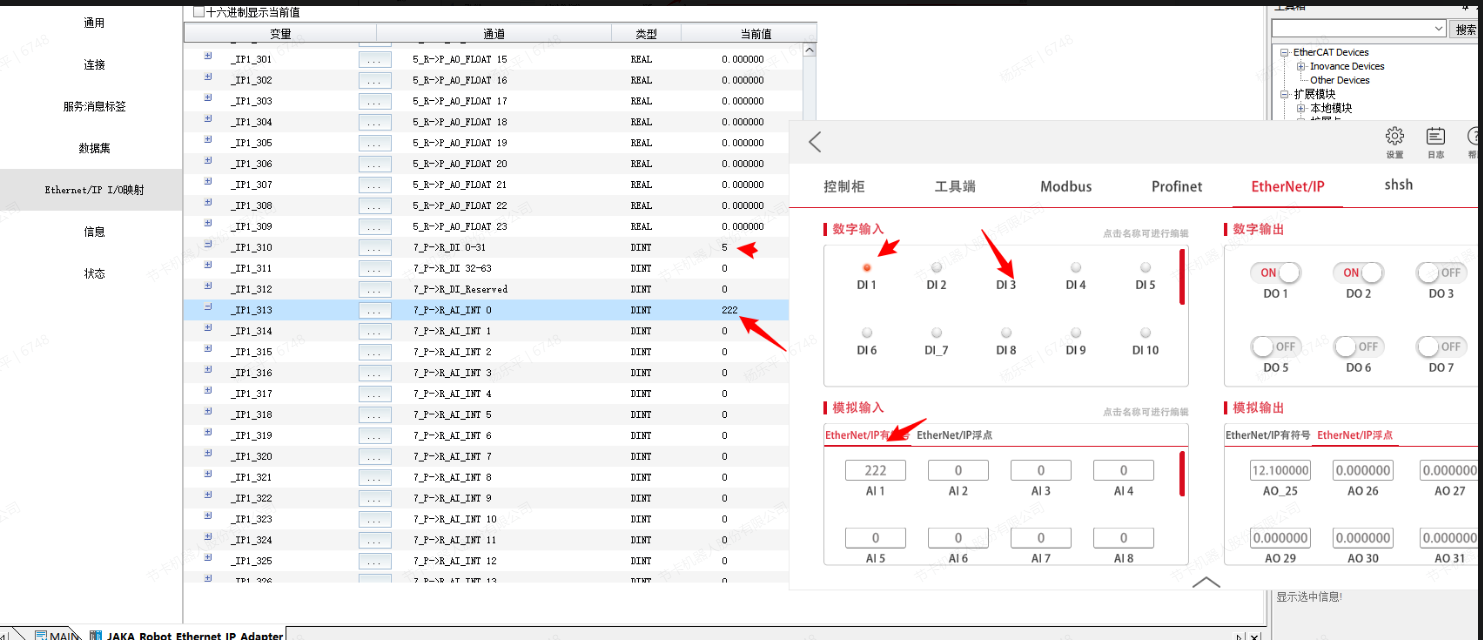 通用
连接
服务消息标签
数据集
Ethernet/IP I/O映射
信息
状态
十六进制显示当前值
变量 通道 类型 当前值
_IP1_301 ... 5_R->P_AO_FLOAT 15 REAL 0.000000
_IP1_302 ... 5_R->P_AO_FLOAT 16 REAL 0.000000
_IP1_303 ... 5_R->P_AO_FLOAT 17 REAL 0.000000
_IP1_304 ... 5_R->P_AO_FLOAT 18 REAL 0.000000
_IP1_305 ... 5_R->P_AO_FLOAT 19 REAL 0.000000
_IP1_306 ... 5_R->P_AO_FLOAT 20 REAL 0.000000
_IP1_307 ... 5_R->P_AO_FLOAT 21 REAL 0.000000
_IP1_308 ... 5_R->P_AO_FLOAT 22 REAL 0.000000
_IP1_309 ... 5_R->P_AO_FLOAT 23 REAL 0.000000
_IP1_310 ... 7_P->R_DI 0-31 DINT 5
_IP1_311 ... 7_P->R_DI 32-63 DINT 0
_IP1_312 ... 7_P->R_DI_Reserved DINT 0
_IP1_313 ... 7_P->R_AI_INT 0 DINT 222
_IP1_314 ... 7_P->R_AI_INT 1 DINT 0
_IP1_315 ... 7_P->R_AI_INT 2 DINT 0
_IP1_316 ... 7_P->R_AI_INT 3 DINT 0
_IP1_317 ... 7_P->R_AI_INT 4 DINT 0
_IP1_318 ... 7_P->R_AI_INT 5 DINT 0
_IP1_319 ... 7_P->R_AI_INT 6 DINT 0
_IP1_320 ... 7_P->R_AI_INT 7 DINT 0
_IP1_321 ... 7_P->R_AI_INT 8 DINT 0
_IP1_322 ... 7_P->R_AI_INT 9 DINT 0
_IP1_323 ... 7_P->R_AI_INT 10 DINT 0
_IP1_324 ... 7_P->R_AI_INT 11 DINT 0
_IP1_325 ... 7_P->R_AI_INT 12 DINT 0
_IP1_326 7_P->R_AI_INT 13 DINT 0
MAIN JAKA Robot Ethernet IP Adapter
工具箱
搜索
EtherCAT Devices
Inovance Devices
Other Devices
扩展模块
本地模块
设置 日志
控制柜 工具端 Modbus Profinet EtherNet/IP shsh
数字输入 点击名称可进行编辑
DI 1 DI 2 DI 3 DI 4 DI 5
DI 6 DI_7 DI 8 DI 9 DI 10
数字输出
ON ON OFF
DO 1 DO 2 DO 3
OFF OFF OFF
DO 5 DO 6 DO 7
模拟输入 点击名称可进行编辑
EtherNet/IP有 EtherNet/IP浮点
222 0 0 0
AI 1 AI 2 AI 3 AI 4
0 0 0 0
AI 5 AI 6 AI 7 AI 8
模拟输出
EtherNet/IP有符号 EtherNet/IP浮点
12.100000 0.000000 0.000000
AO_25 AO 26 AO 27
0.000000 0.000000 0.000000
AO 29 AO 30 AO 31
显示选中信息!